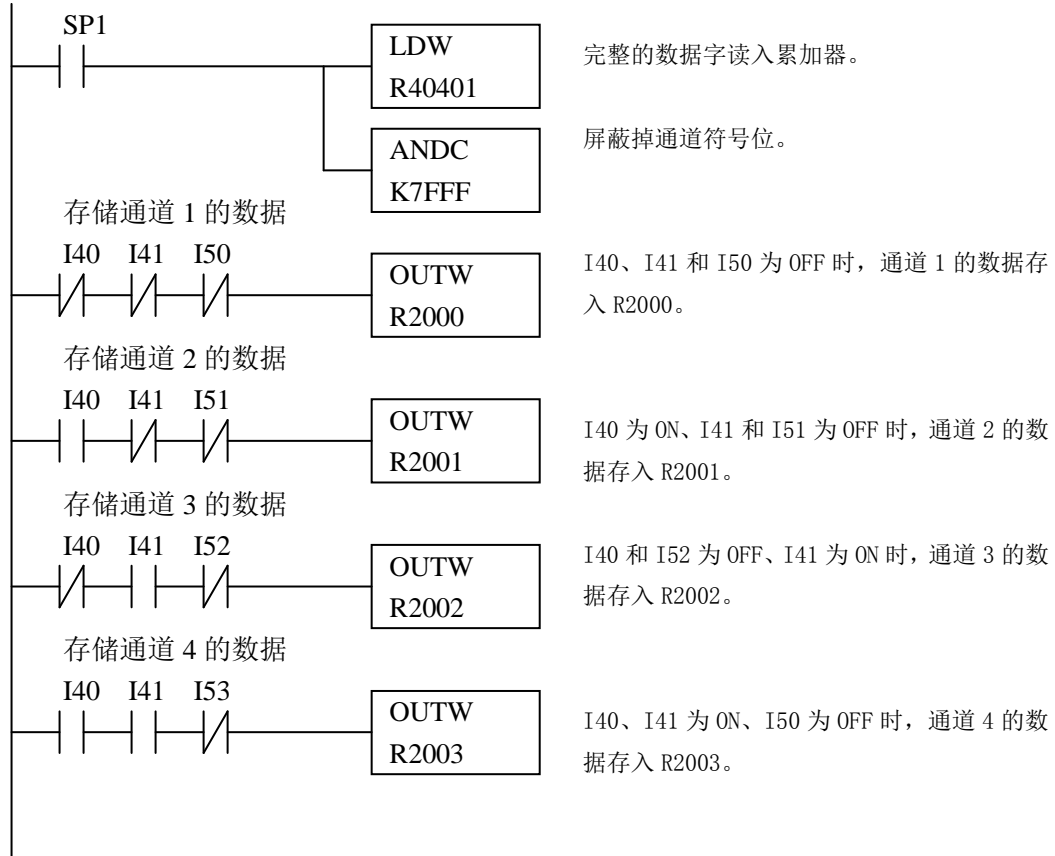 SP1
LDW
R40401
完整的数据字读入累加器。
ANDC
K7FFF
屏蔽掉通道符号位。
存储通道 1 的数据
I40 I41 I50
OUTW
R2000
I40、I41 和 I50 为 OFF 时，通道 1 的数据存
入 R2000。
存储通道 2 的数据
I40 I41 I51
OUTW
R2001
I40 为 ON、I41 和 I51 为 OFF 时，通道 2 的数
据存入 R2001。
存储通道 3 的数据
I40 I41 I52
OUTW
R2002
I40 和 I52 为 OFF、I41 为 ON 时，通道 3 的数
据存入 R2002。
存储通道 4 的数据
I40 I41 I53
OUTW
R2003
I40、I41 为 ON、I50 为 OFF 时，通道 4 的数
据存入 R2003。